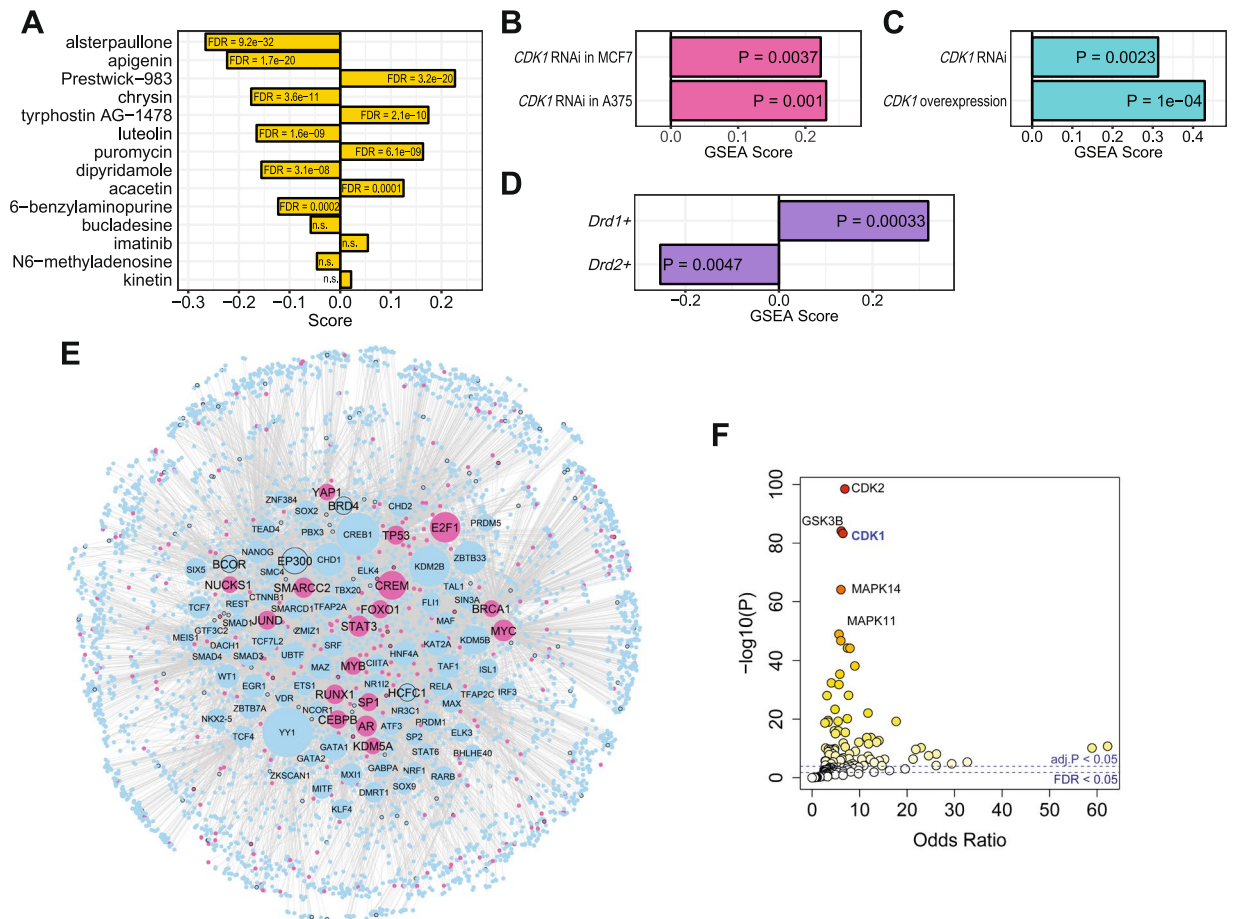 A
alsterpaullone FDR = 9.2e-32
apigenin FDR = 1.7e-20
Prestwick-983 FDR = 3.2e-20
chrysin FDR = 3.6e-11
tyrphostin AG-1478 FDR = 2.1e-10
luteolin FDR = 1.6e-09
puromycin FDR = 6.1e-09
dipyridamole FDR = 3.1e-08
acacetin FDR = 0.0001
6-benzylaminopurine FDR = 0.0002
bucladesine n.s.
imatinib n.s.
N6-methyladenosine n.s.
kinetin n.s.
−0.3 −0.2 −0.1 0.0 0.1 0.2
Score
B
CDK1 RNAi in MCF7 P = 0.0037
CDK1 RNAi in A375 P = 0.001
0.0 0.1 0.2
GSEA Score
C
CDK1 RNAi P = 0.0023
CDK1 overexpression P = 1e-04
0.0 0.1 0.2 0.3 0.4
GSEA Score
D
Drd1+ P = 0.00033
Drd2+ P = 0.0047
−0.2 0.0 0.2
GSEA Score
E
YAP1
ZNF384 BRD4 CHD2
SOX2
TEAD4 PBX3 CREB1 TP53 E2F1 PRDM5
NANOG
BCOR EP300 CHD1 KDM2B ZBTB33
SIX5 SMC4 ELK4
NUCKS1 SMARCC2 TBX20 CREM TAL1
CTNNB1
TCF7 REST SMARCD1 TFAP2A FLI1 SIN3A
FOXO1 BRCA1
SMAD1 JUND STAT3 MAF MYC
GTF3C2 ZMIZ1
MEIS1 DACH1 TCF7L2 SRF KAT2A KDM5B
SMAD4 SMAD3 UBTF HNF4A
MAZ MYB CIITA TAF1 ISL1
WT1
EGR1 ETS1 NR1I2 HCFC1 RELA TFAP2C IRF3
VDR RUNX1 SP1 MAX
ZBTB7A NCOR1 NR3C1
NKX2-5 CEBPB AR ATF3 PRDM1
TCF4 YY1 SP2 ELK3
GATA1 KDM5A STAT6 BHLHE40
GATA2
ZKSCAN1 MXI1 GABPA NRF1 RARB
MITF DMRT1 SOX9
KLF4
F
CDK2
GSK3B
CDK1
MAPK14
MAPK11
adj.P < 0.05
FDR < 0.05
100
80
60
40
20
0
−log10(P)
0 10 20 30 40 50 60
Odds Ratio